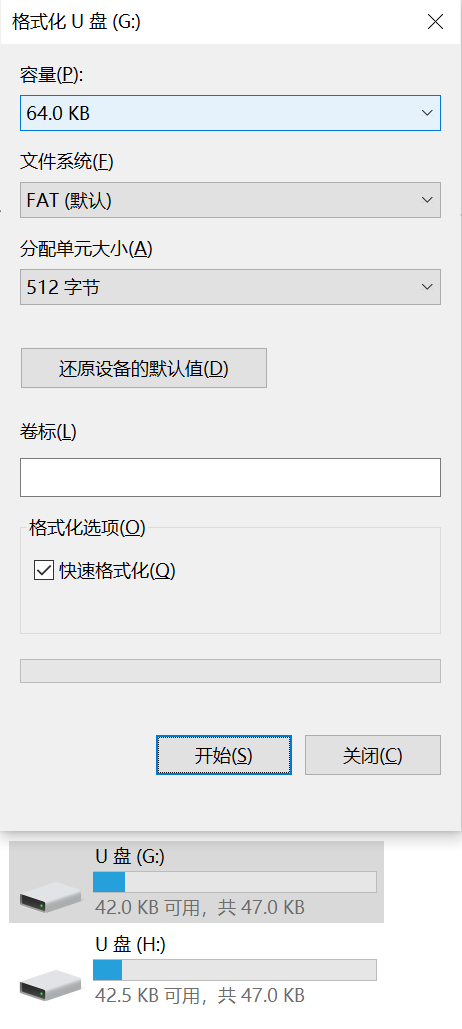 格式化 U 盘 (G:)
容量(P):
64.0 KB
文件系统(F)
FAT (默认)
分配单元大小(A)
512 字节
还原设备的默认值(D)
卷标(L)
格式化选项(O)
快速格式化(Q)
开始(S)
关闭(C)
U 盘 (G:)
42.0 KB 可用，共 47.0 KB
U 盘 (H:)
42.5 KB 可用，共 47.0 KB